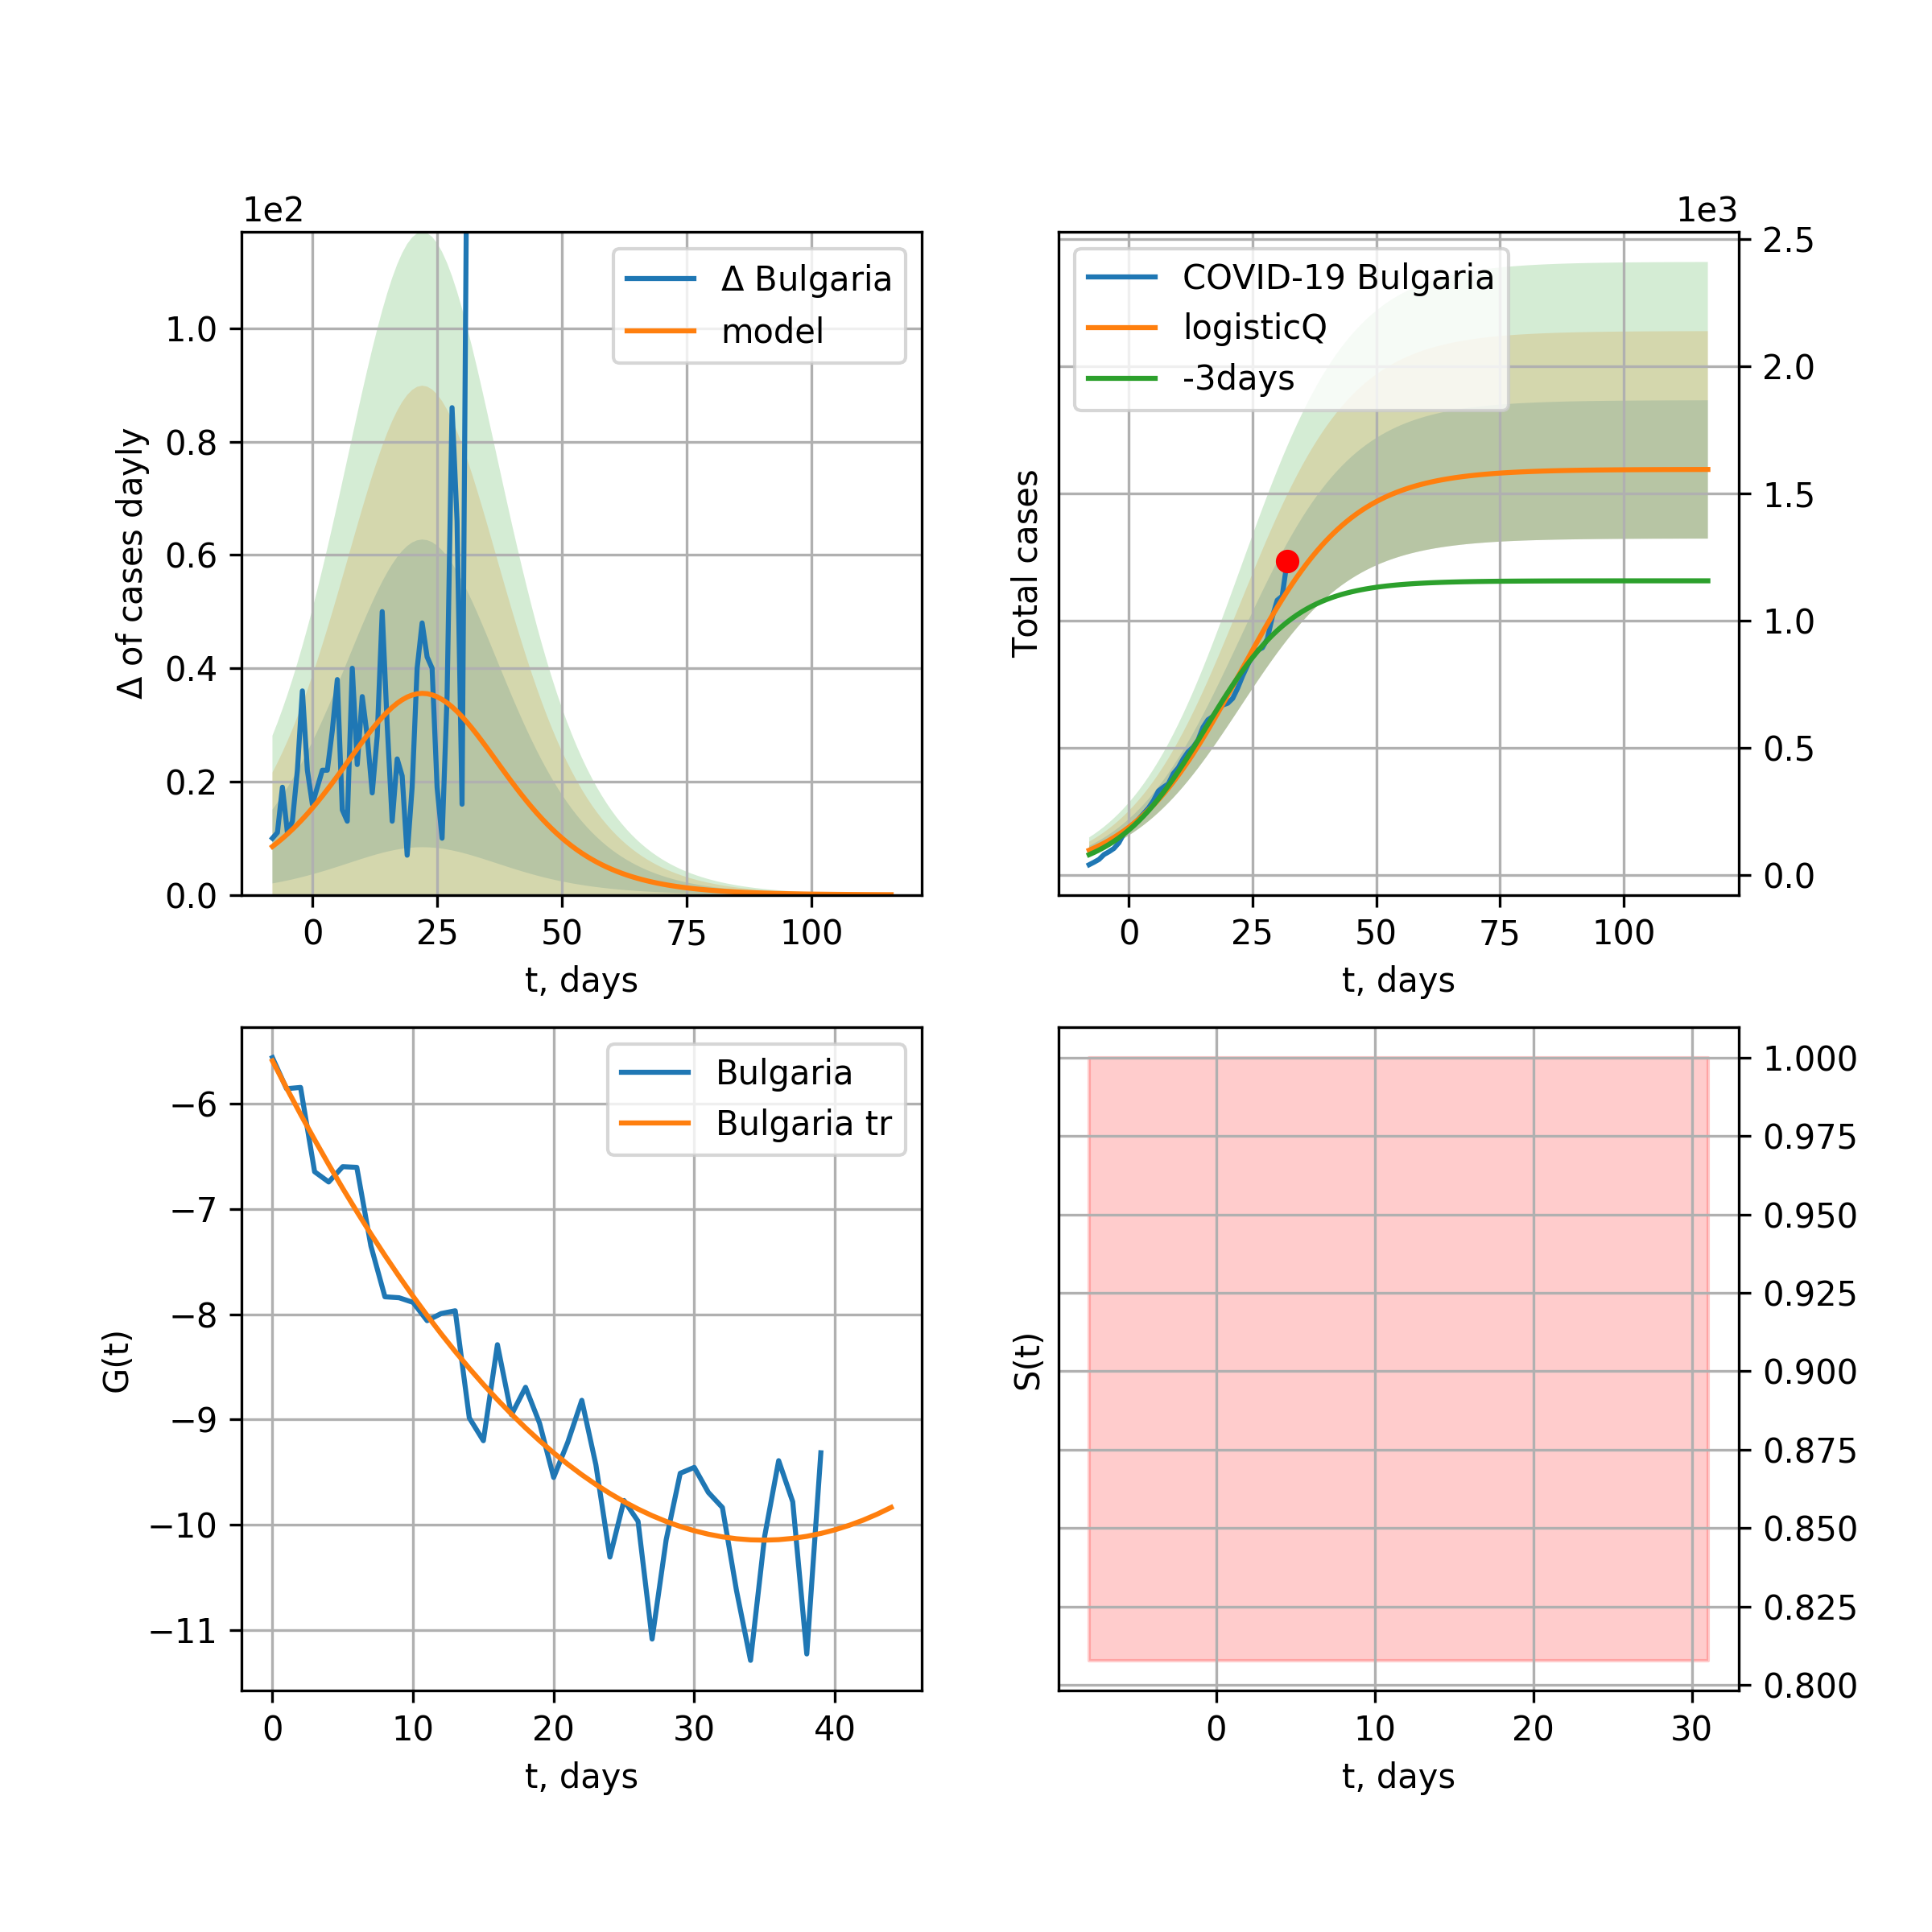 1e2
Δ of cases dayly
1.0
0.8
0.6
0.4
0.2
0.0
0 25 50 75 100
t, days
Δ Bulgaria
model
1e3
Total cases
2.5
2.0
1.5
1.0
0.5
0.0
0 25 50 75 100
t, days
COVID-19 Bulgaria
logisticQ
-3days
G(t)
−6
−7
−8
−9
−10
−11
0 10 20 30 40
t, days
Bulgaria
Bulgaria tr
S(t)
1.000
0.975
0.950
0.925
0.900
0.875
0.850
0.825
0.800
0 10 20 30
t, days